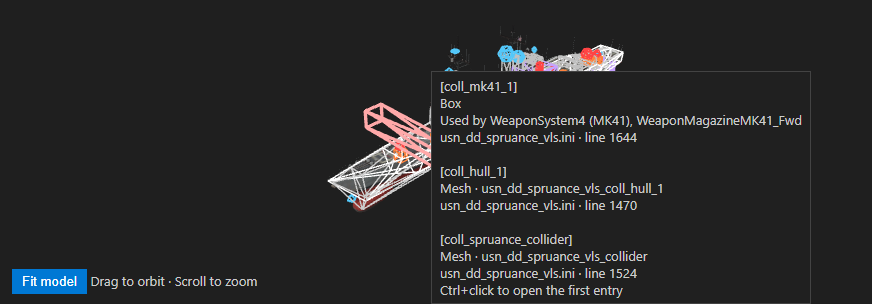 [coll_mk41_1]
Box
Used by WeaponSystem4 (MK41), WeaponMagazineMK41_Fwd
usn_dd_spruance_vls.ini · line 1644
[coll_hull_1]
Mesh · usn_dd_spruance_vls_coll_hull_1
usn_dd_spruance_vls.ini · line 1470
[coll_spruance_collider]
Mesh · usn_dd_spruance_vls_collider
usn_dd_spruance_vls.ini · line 1524
Ctrl+click to open the first entry
Fit model Drag to orbit · Scroll to zoom